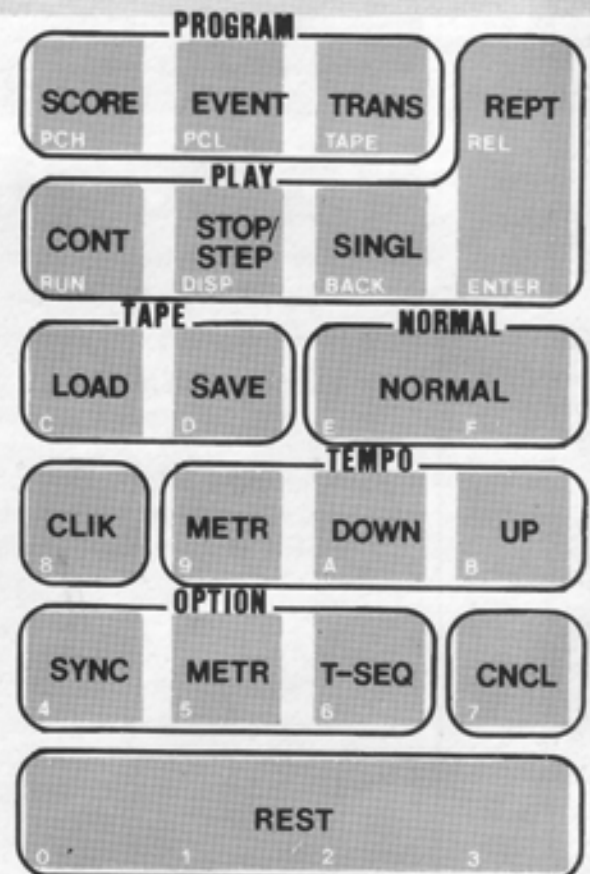 PROGRAM
SCORE EVENT TRANS REPT
PCH PCL TAPE REL
PLAY
CONT STOP/ STEP SINGL
RUN DISP BACK ENTER
TAPE NORMAL
LOAD SAVE NORMAL
C D E F
TEMPO
CLIK METR DOWN UP
8 9 A B
OPTION
SYNC METR T-SEQ CNCL
4 5 6 7
REST
0 1 2 3